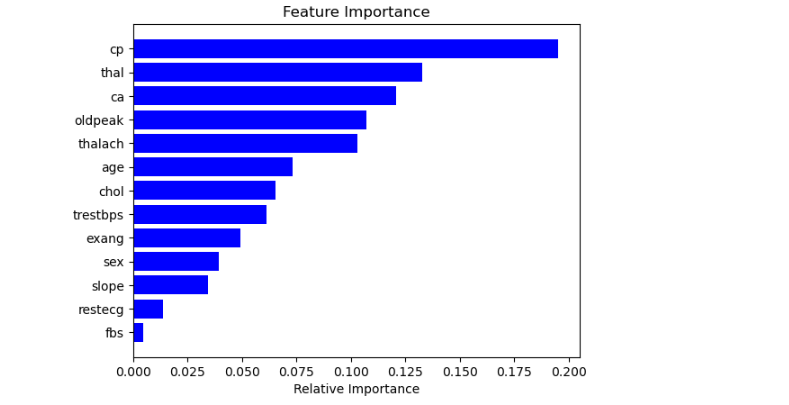 Feature Importance
cp
thal
ca
oldpeak
thalach
age
chol
trestbps
exang
sex
slope
restecg
fbs
0.000 0.025 0.050 0.075 0.100 0.125 0.150 0.175 0.200
Relative Importance